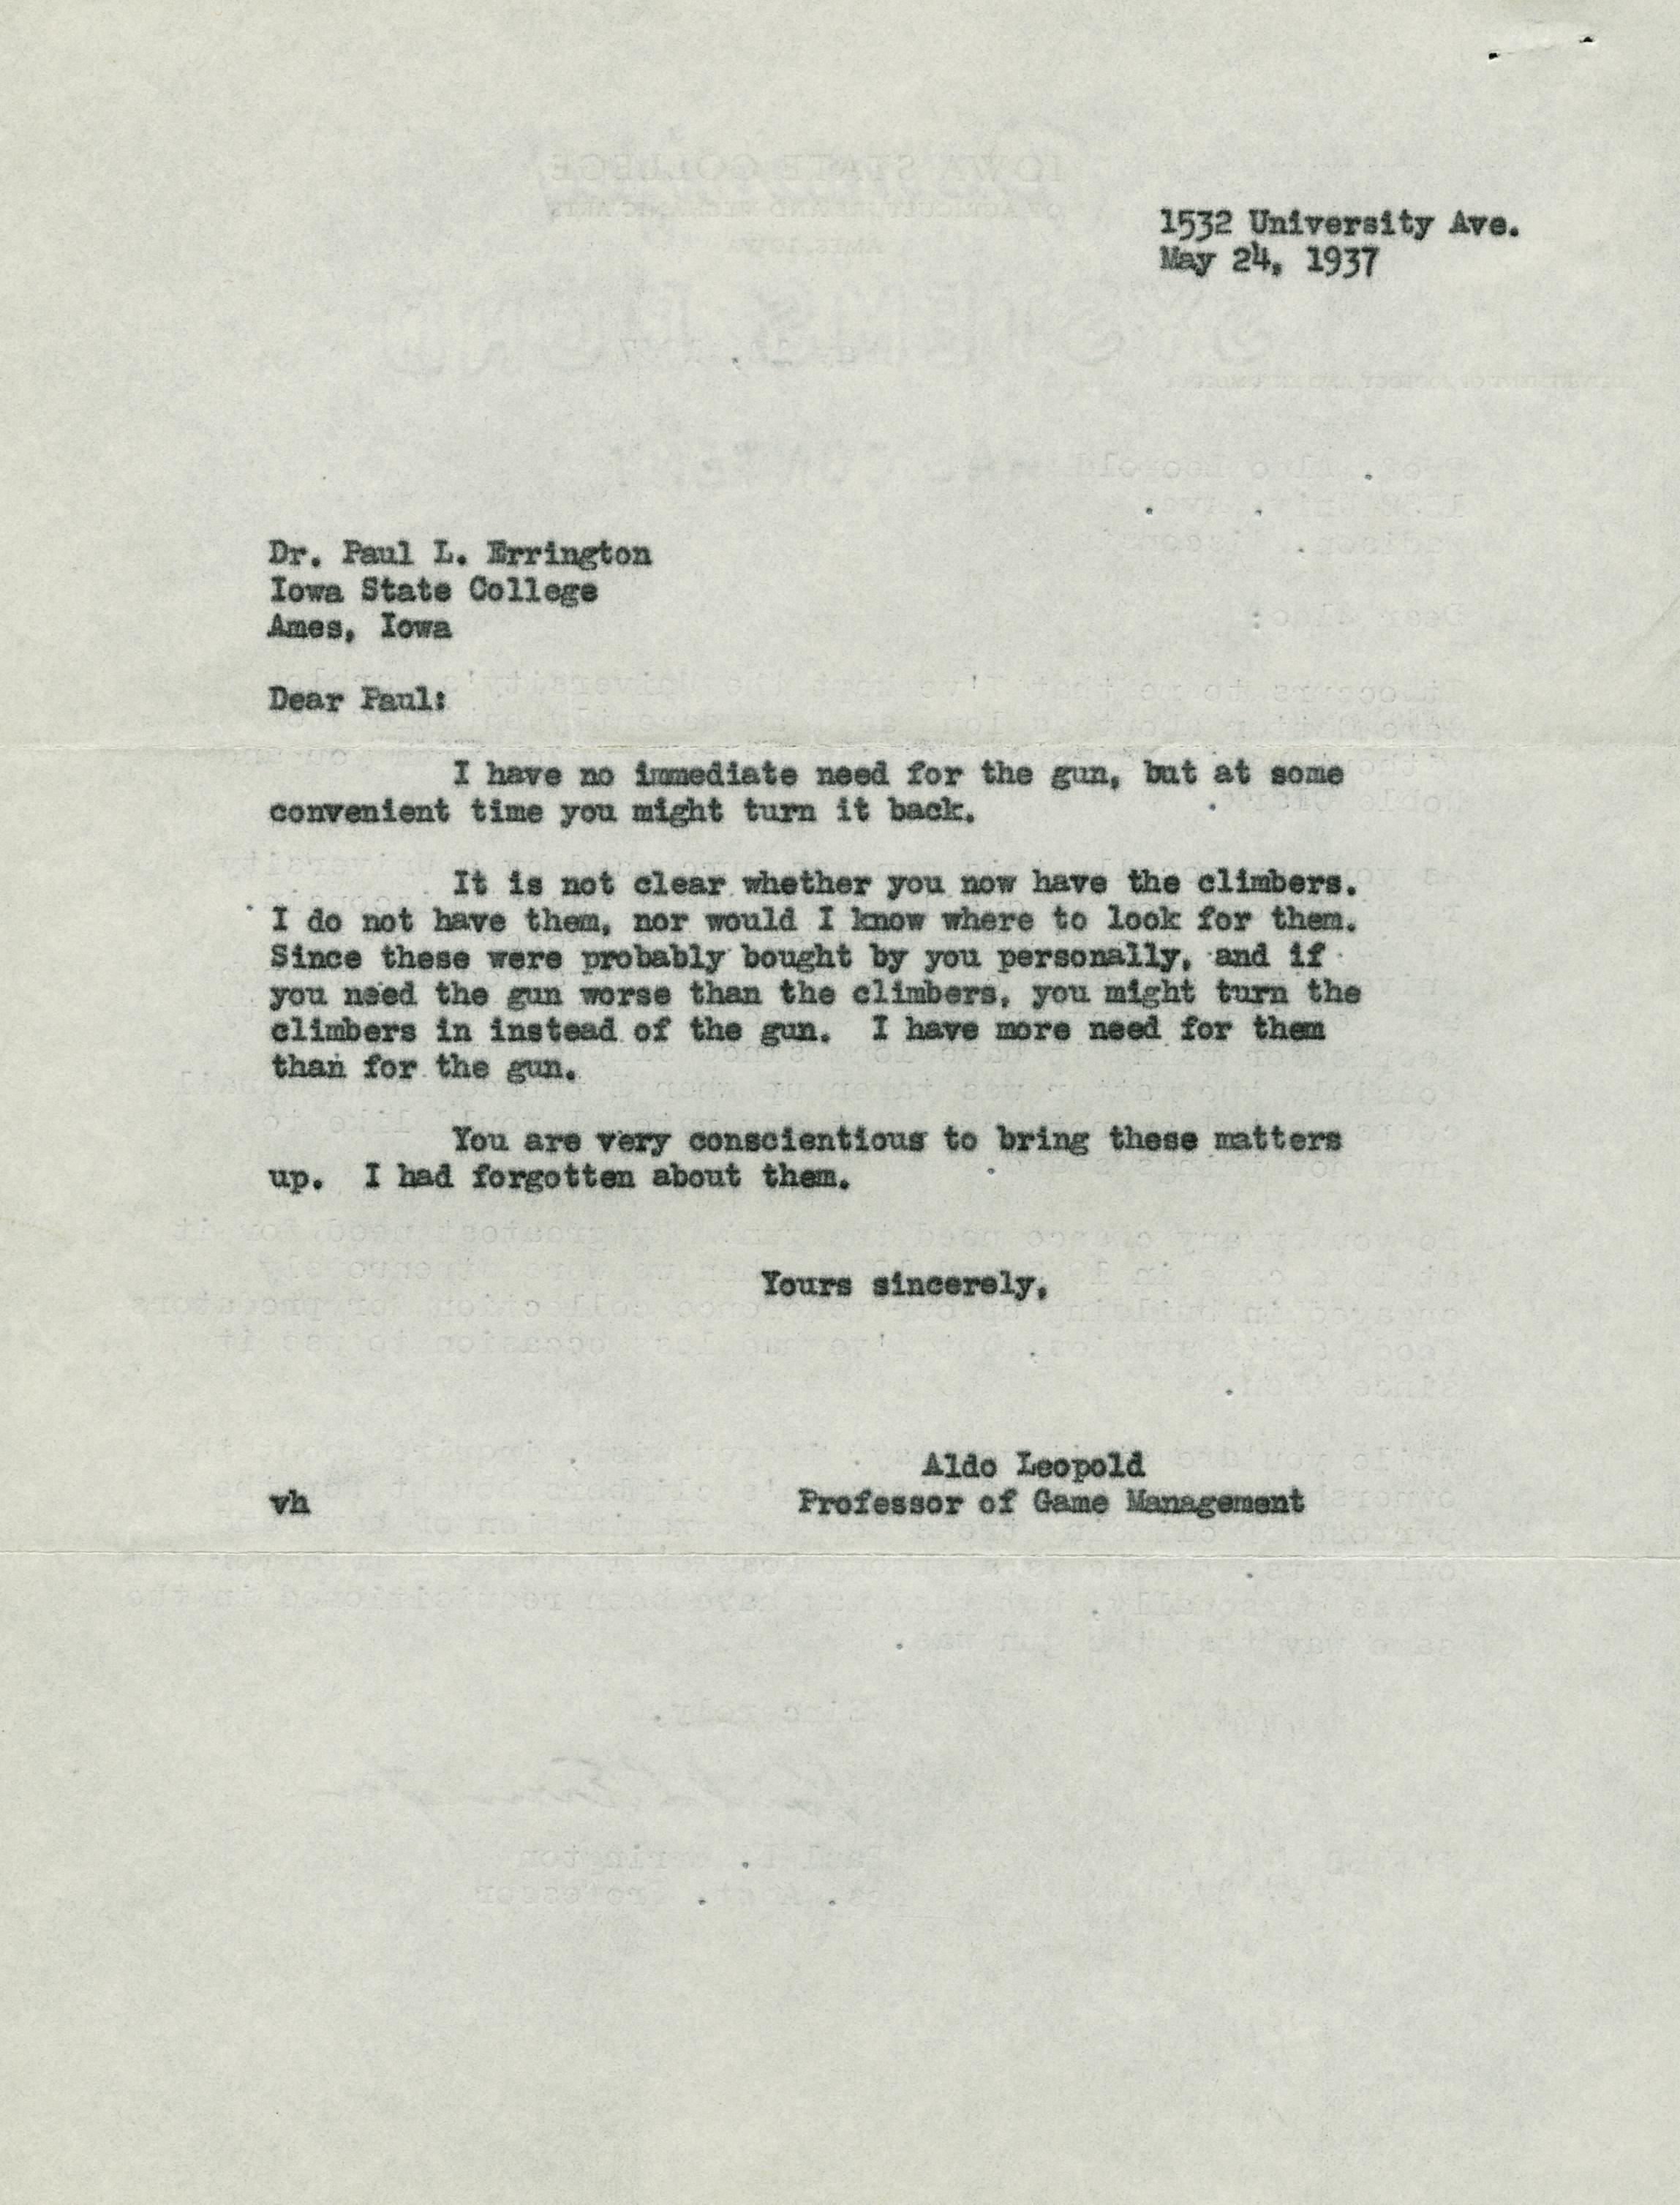 1532 University Ave.
May 24, 1937
Dr. Paul L. Errington
Iowa State College
Ames, Iowa
Dear Paul:
I have no immediate need for the gun, but at some
convenient time you might turn it back.
It is not clear whether you now have the climbers.
I do not have them, nor would I know where to look for them.
Since these were probably bought by you personally, and if
you need the gun worse than the climbers, you might turn the
climbers in instead of the gun. I have more need for them
than for the gun.
You are very conscientious to bring these matters
up. I had forgotten about them.
Yours sincerely,
Aldo Leopold
vh Professor of Game Management